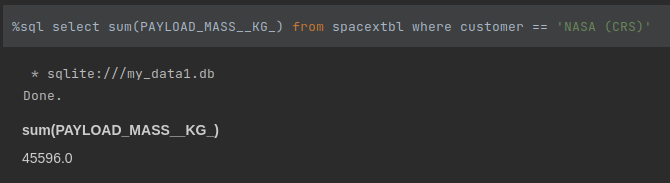 %sql select sum(PAYLOAD_MASS__KG_) from spacextbl where customer == 'NASA (CRS)'
* sqlite:///my_data1.db
Done.
sum(PAYLOAD_MASS__KG_)
45596.0